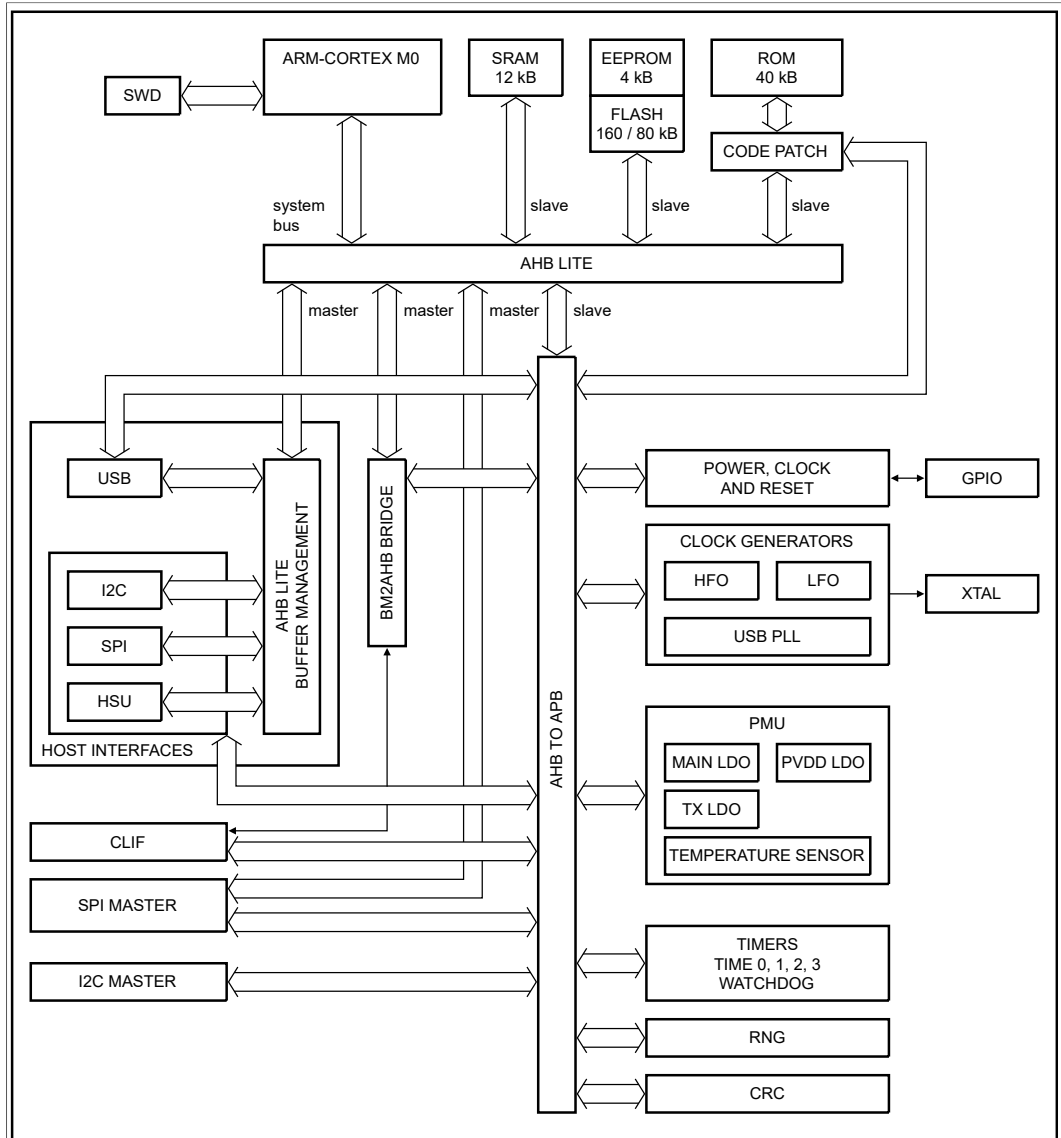 ARM-CORTEX M0
SWD
SRAM
12 kB
EEPROM
4 kB
FLASH
160 / 80 kB
ROM
40 kB
CODE PATCH
system
bus
slave
slave
slave
AHB LITE
master
master
master
slave
USB
I2C
SPI
HSU
HOST INTERFACES
AHB LITE
BUFFER MANAGEMENT
BM2AHB BRIDGE
AHB TO APB
CLIF
SPI MASTER
I2C MASTER
POWER, CLOCK
AND RESET
GPIO
CLOCK GENERATORS
HFO
LFO
USB PLL
XTAL
PMU
MAIN LDO
PVDD LDO
TX LDO
TEMPERATURE SENSOR
TIMERS
TIME 0, 1, 2, 3
WATCHDOG
RNG
CRC